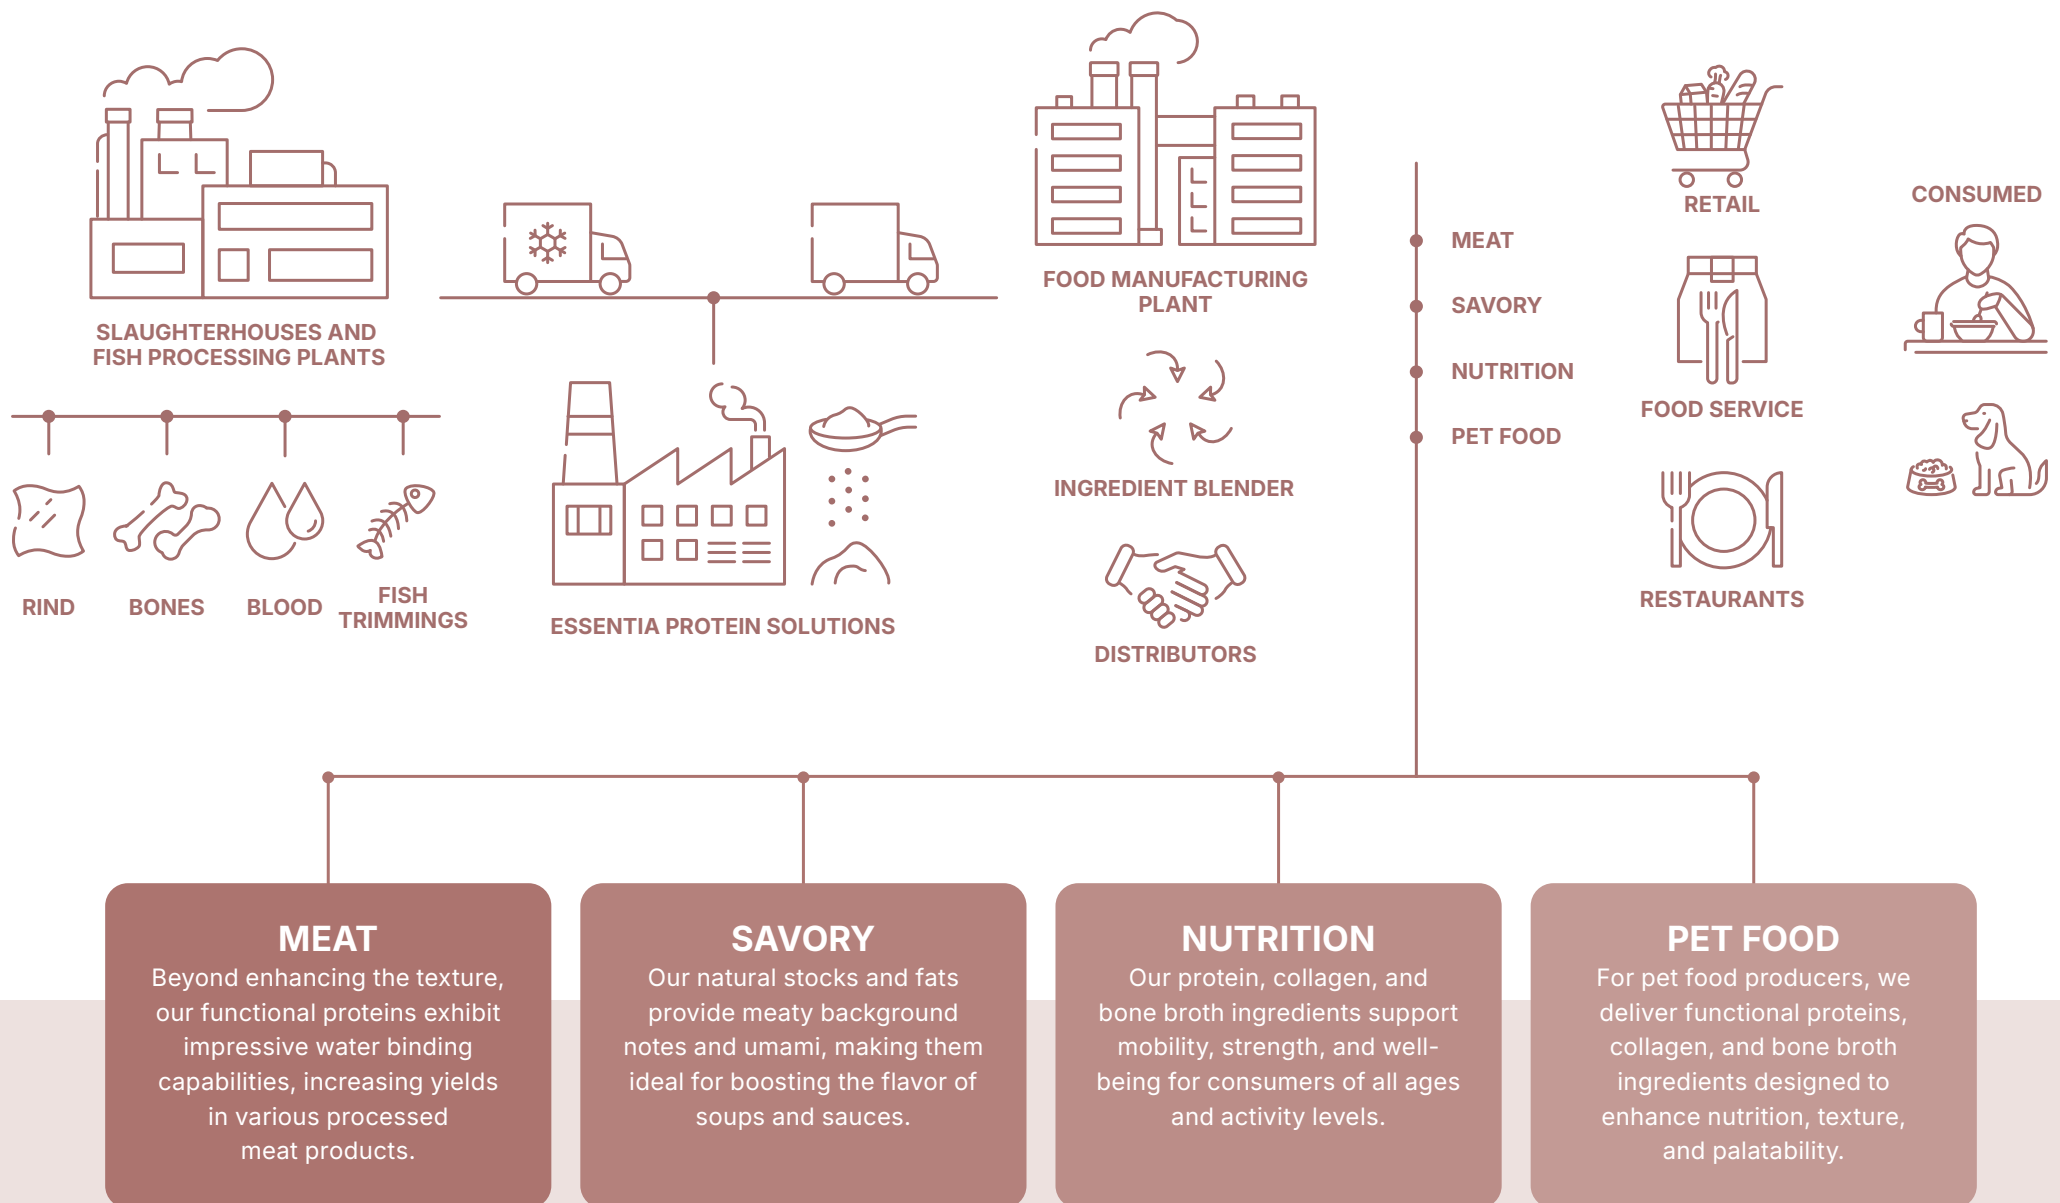 SLAUGHTERHOUSES AND
FISH PROCESSING PLANTS
RIND
BONES
BLOOD
FISH
TRIMMINGS
ESSENTIA PROTEIN SOLUTIONS
FOOD MANUFACTURING
PLANT
INGREDIENT BLENDER
DISTRIBUTORS
MEAT
SAVORY
NUTRITION
PET FOOD
RETAIL
FOOD SERVICE
RESTAURANTS
CONSUMED
MEAT
Beyond enhancing the texture,
our functional proteins exhibit
impressive water binding
capabilities, increasing yields
in various processed
meat products.
SAVORY
Our natural stocks and fats
provide meaty background
notes and umami, making them
ideal for boosting the flavor of
soups and sauces.
NUTRITION
Our protein, collagen, and
bone broth ingredients support
mobility, strength, and well-
being for consumers of all ages
and activity levels.
PET FOOD
For pet food producers, we
deliver functional proteins,
collagen, and bone broth
ingredients designed to
enhance nutrition, texture,
and palatability.